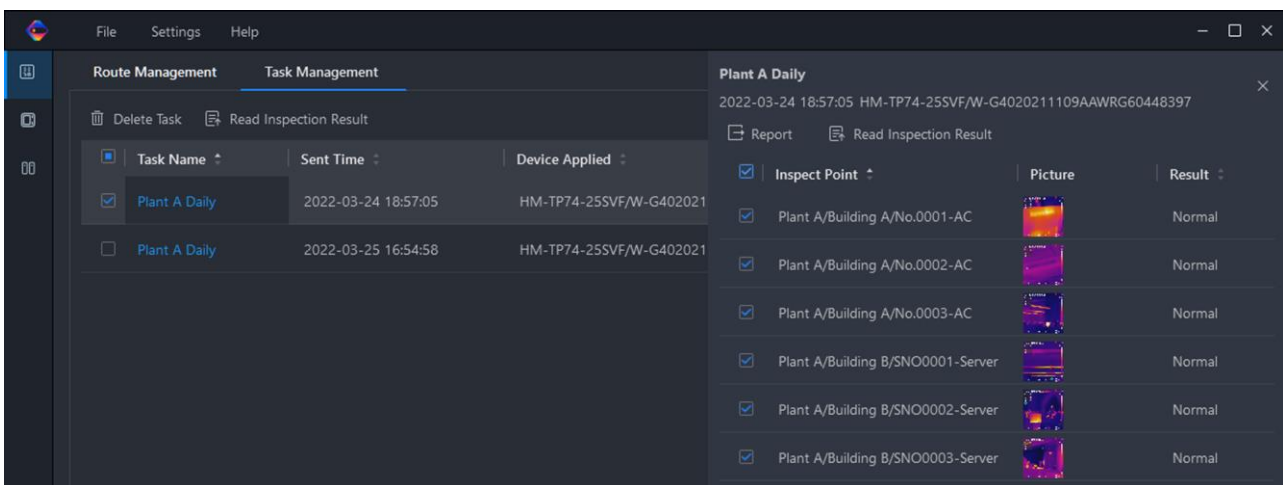 File Settings Help
Route Management Task Management
Delete Task Read Inspection Result
Task Name Sent Time Device Applied
Plant A Daily 2022-03-24 18:57:05 HM-TP74-25SVF/W-G402021
Plant A Daily 2022-03-25 16:54:58 HM-TP74-25SVF/W-G402021
Plant A Daily
2022-03-24 18:57:05 HM-TP74-25SVF/W-G4020211109AAWRG60448397
Report Read Inspection Result
Inspect Point Picture Result
Plant A/Building A/No.0001-AC Normal
Plant A/Building A/No.0002-AC Normal
Plant A/Building A/No.0003-AC Normal
Plant A/Building B/SNO0001-Server Normal
Plant A/Building B/SNO0002-Server Normal
Plant A/Building B/SNO0003-Server Normal